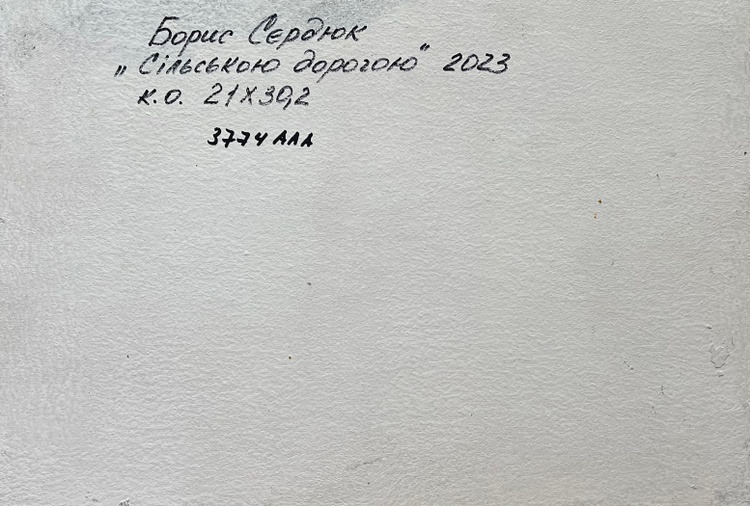 Борис Сердюк
„Сільською дорогою" 2023
к.о. 21х30,2
3774 ААА